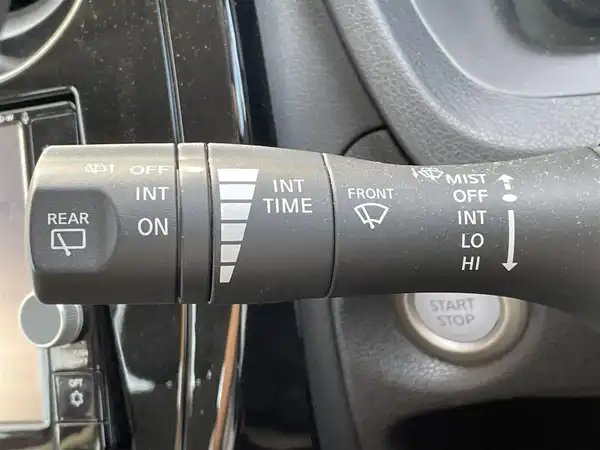 OFF
INT
ON
REAR
INT
TIME
FRONT
MIST
OFF
INT
LO
HI
START
STOP
OFF